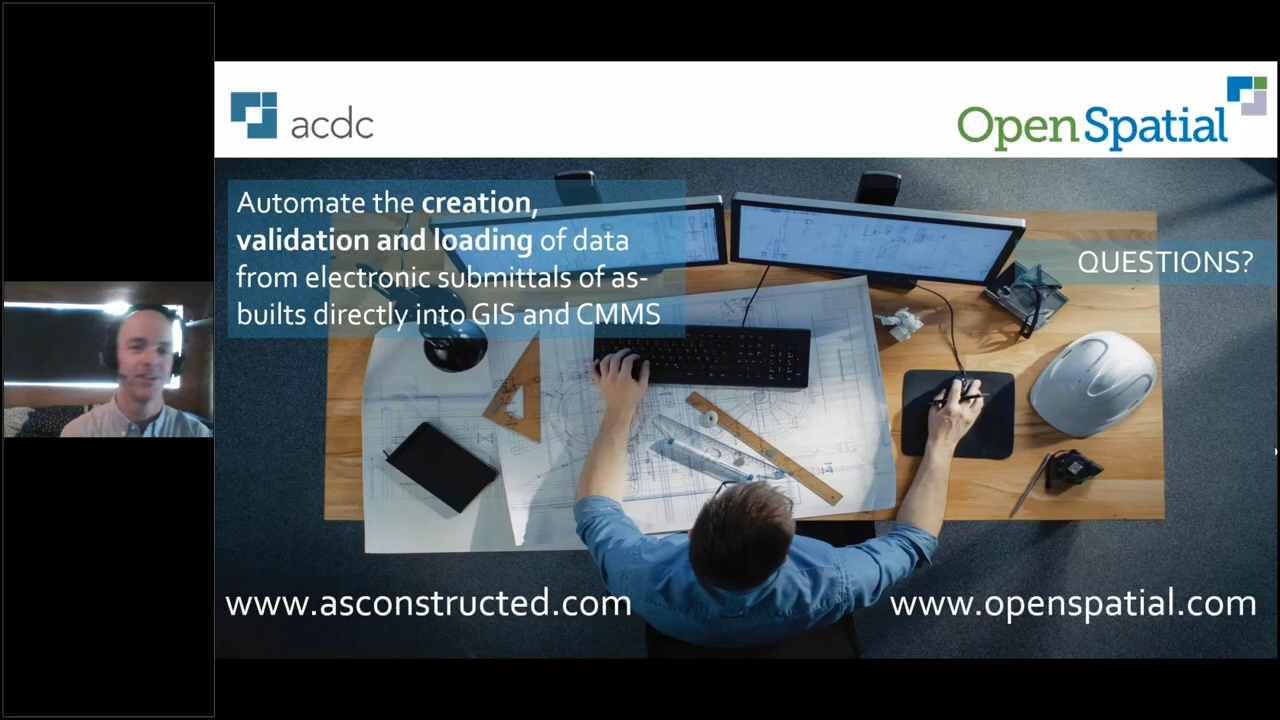 acdc
OpenSpatial
Automate the creation,
validation and loading of data
from electronic submittals of as-
builts directly into GIS and CMMS
QUESTIONS?
www.asconstructed.com
www.openspatial.com